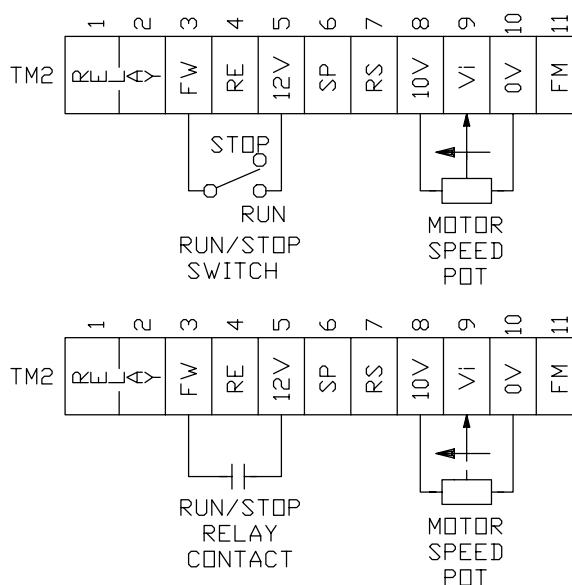 1 2 3 4 5 6 7 8 9 10 11
TM2 RELAY FW RE 12V SP RS 10V Vi 0V FM
STOP
RUN
RUN/STOP
SWITCH
MOTOR
SPEED
POT
1 2 3 4 5 6 7 8 9 10 11
TM2 RELAY FW RE 12V SP RS 10V Vi 0V FM
RUN/STOP
RELAY
CONTACT
MOTOR
SPEED
POT